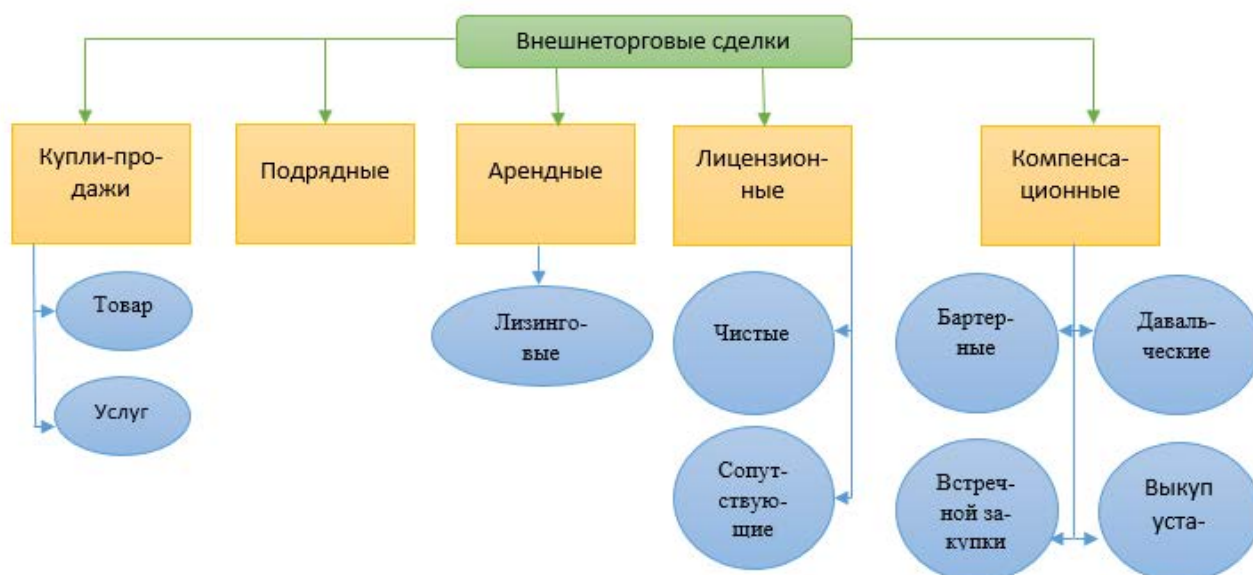 Внешнеторговые сделки
Купли-про-
дажи
Подрядные
Арендные
Лицензион-
ные
Компенса-
ционные
Товар
Услуг
Лизинго-
вые
Чистые
Сопут-
ствую-
щие
Бартер-
ные
Даваль-
ческие
Встреч-
ной за-
купки
Выкуп
уста-